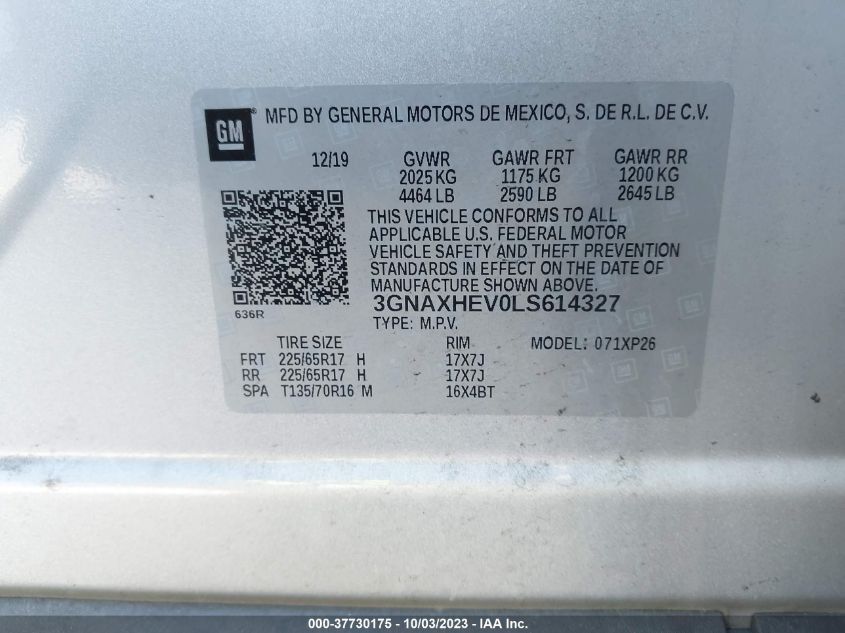 GM ® MFD BY GENERAL MOTORS DE MEXICO, S. DE R.L. DE C.V.
12/19 GVWR GAWR FRT GAWR RR
2025 KG 1175 KG 1200 KG
4464 LB 2590 LB 2645 LB
THIS VEHICLE CONFORMS TO ALL
APPLICABLE U.S. FEDERAL MOTOR
VEHICLE SAFETY AND THEFT PREVENTION
STANDARDS IN EFFECT ON THE DATE OF
MANUFACTURE SHOWN ABOVE.
3GNAXHEV0LS614327
636R
TYPE: M.P.V.
TIRE SIZE RIM MODEL: 071XP26
FRT 225/65R17 H 17X7J
RR 225/65R17 H 17X7J
SPA T135/70R16 M 16X4BT
000-37730175 - 10/03/2023 - IAA Inc.